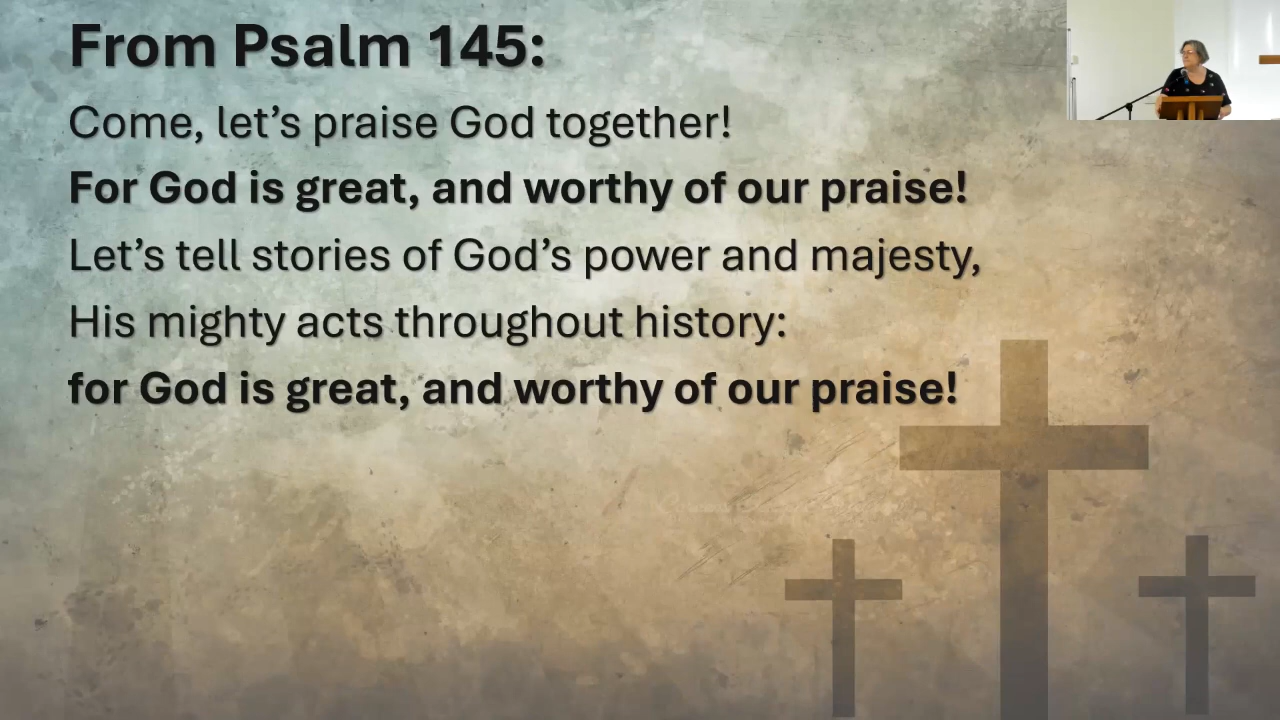 From Psalm 145:
Come, let’s praise God together!
For God is great, and worthy of our praise!
Let’s tell stories of God’s power and majesty,
His mighty acts throughout history:
for God is great, and worthy of our praise!